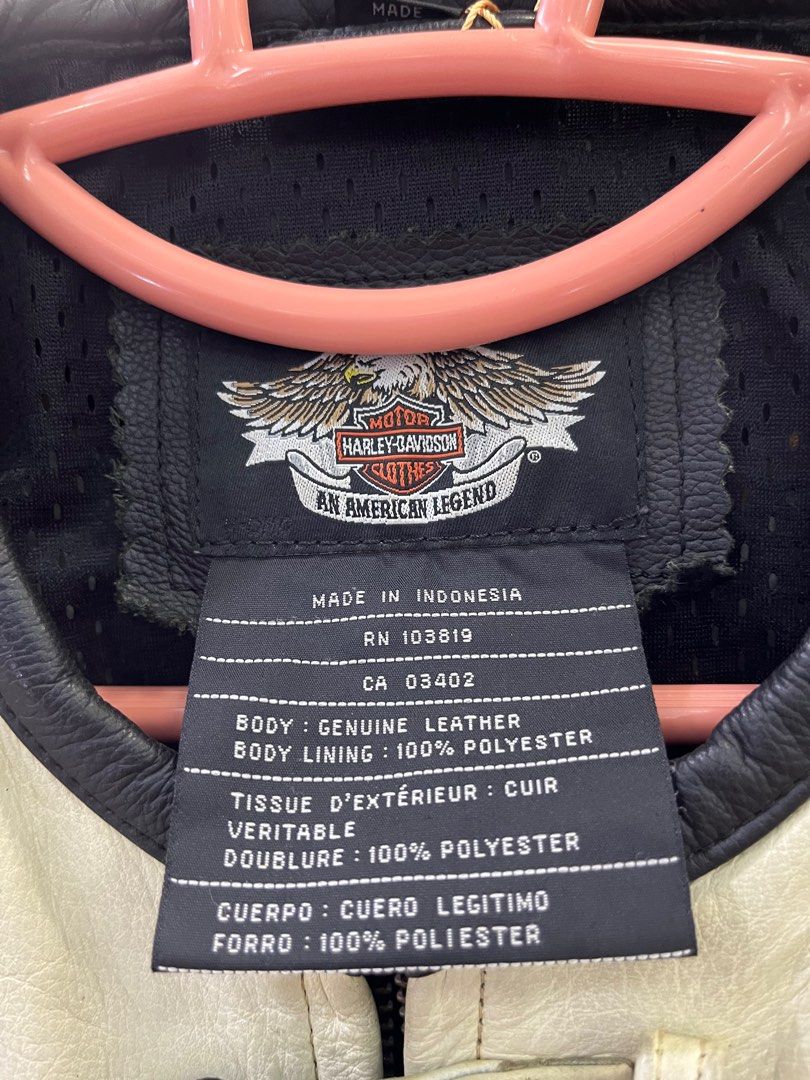 MADE
MOTOR
HARLEY-DAVIDSON
CLOTHES
AN AMERICAN LEGEND
®
MADE IN INDONESIA
RN 103819
CA 03402
BODY : GENUINE LEATHER
BODY LINING : 100% POLYESTER
TISSUE D'EXTÉRIEUR : CUIR
VERITABLE
DOUBLURE : 100% POLYESTER
CUERPO : CUERO LEGITIMO
FORRO : 100% POLIESTER